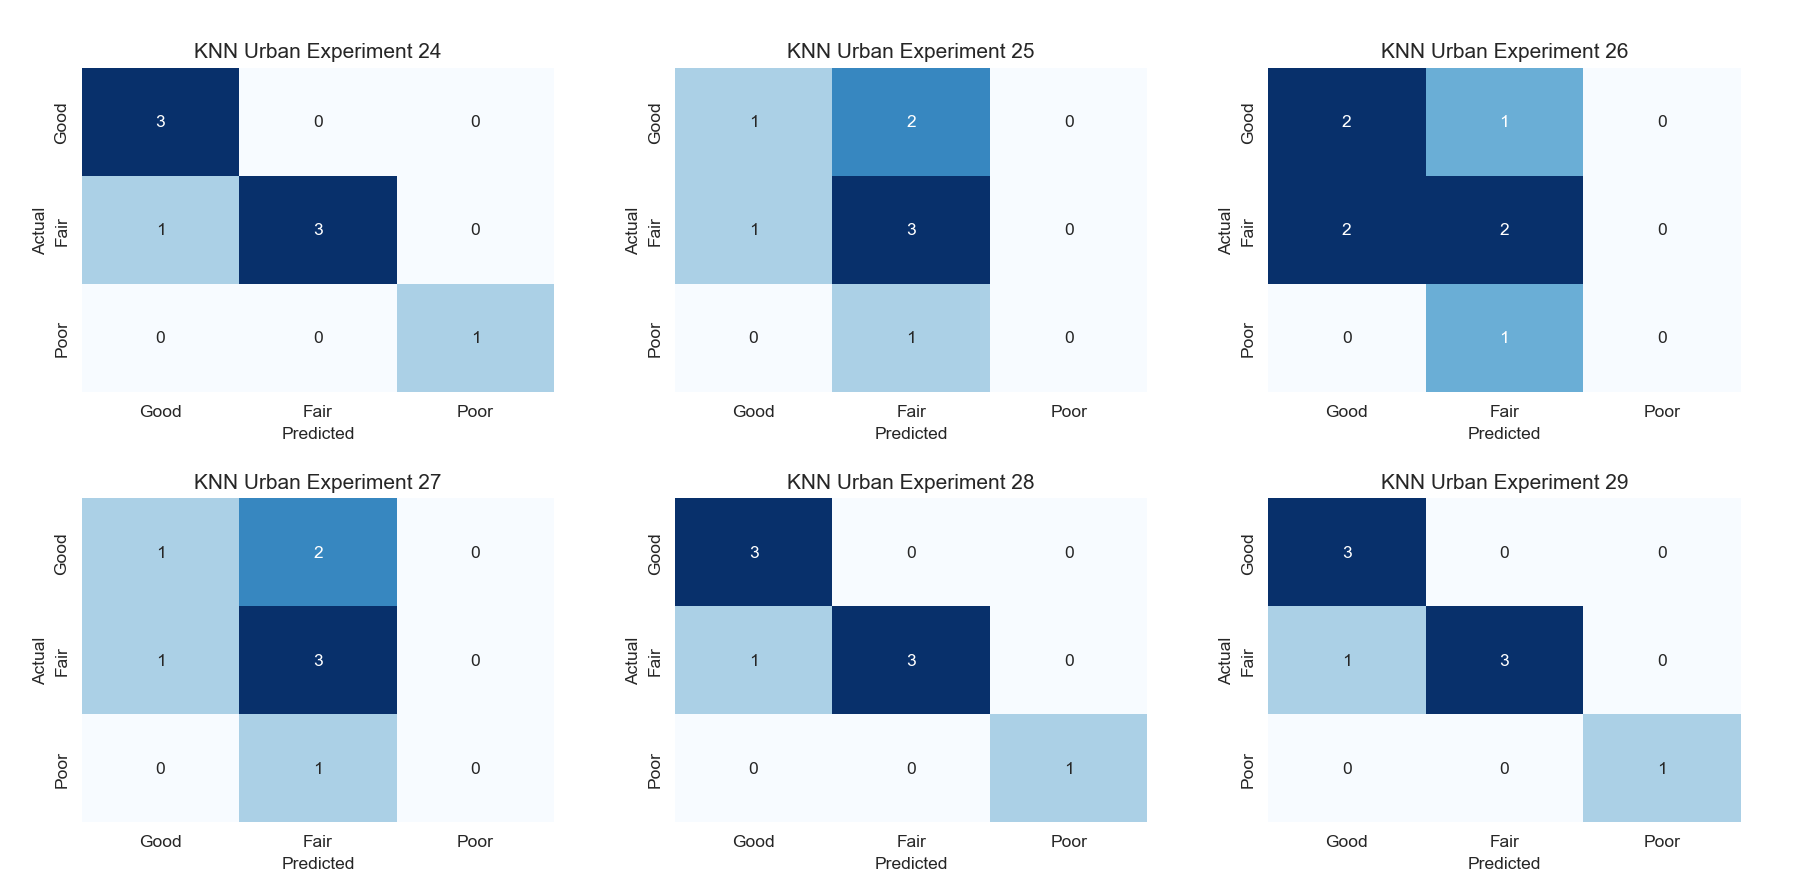 KNN Urban Experiment 24
Good
3 0 0
Actual
Fair
1 3 0
Poor
0 0 1
Good Fair Poor
Predicted
KNN Urban Experiment 25
Good
1 2 0
Actual
Fair
1 3 0
Poor
0 1 0
Good Fair Poor
Predicted
KNN Urban Experiment 26
Good
2 1 0
Actual
Fair
2 2 0
Poor
0 1 0
Good Fair Poor
Predicted
KNN Urban Experiment 27
Good
1 2 0
Actual
Fair
1 3 0
Poor
0 1 0
Good Fair Poor
Predicted
KNN Urban Experiment 28
Good
3 0 0
Actual
Fair
1 3 0
Poor
0 0 1
Good Fair Poor
Predicted
KNN Urban Experiment 29
Good
3 0 0
Actual
Fair
1 3 0
Poor
0 0 1
Good Fair Poor
Predicted